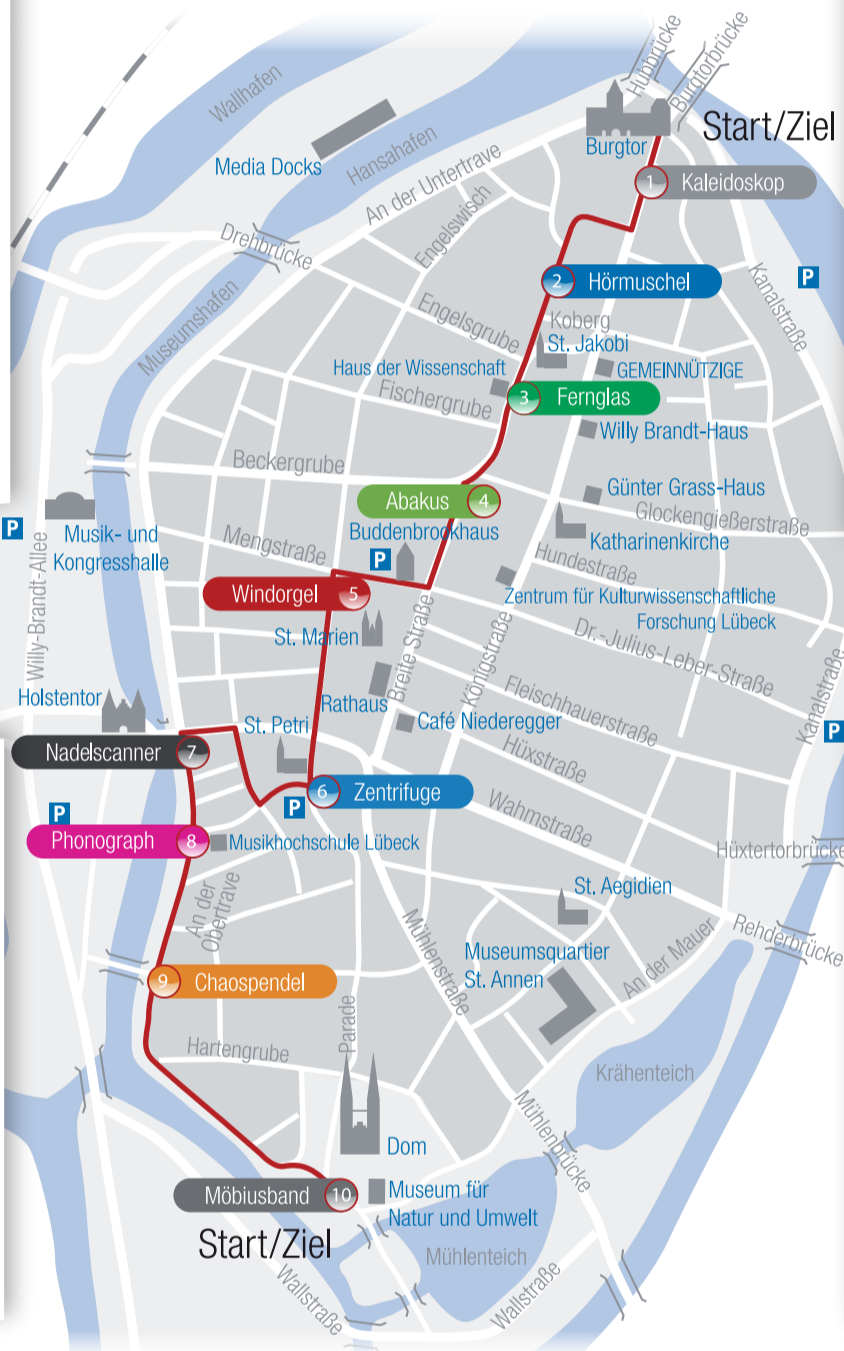 Hubbrücke
Burgtorbrücke
Start/Ziel
Wallhafen
Burgtor
Media Docks
Hansahafen
1 Kaleidoskop
An der Untertrave
Engelswisch
Drehbrücke
Kanalstraße
P
2 Hörmuschel
Museumshafen
Engelsgrube
Koberg
St. Jakobi
Haus der Wissenschaft
GEMEINNÜTZIGE
Fischergrube
3 Fernglas
Willy Brandt-Haus
Beckergrube
Abakus 4
Günter Grass-Haus
Glockengießerstraße
P
Musik- und
Kongresshalle
Mengstraße
Buddenbrookhaus
P
Katharinenkirche
Hundestraße
Willy-Brandt-Allee
Windorgel 5
Zentrum für Kulturwissenschaftliche
Forschung Lübeck
St. Marien
Breite Straße
Königstraße
Dr.-Julius-Leber-Straße
Holstentor
Rathaus
Fleischhauerstraße
Kanalstraße
St. Petri
Café Niederegger
P
Nadelscanner 7
Hüxstraße
6 Zentrifuge
P
Wahmstraße
P
Phonograph 8
Musikhochschule Lübeck
Hüxtertorbrücke
An der
Obertrave
St. Aegidien
Mühlenstraße
Rehderbrücke
Museumsquartier
St. Annen
An der Mauer
9 Chaospendel
Parade
Hartengrube
Krähenteich
Mühlenbrücke
Dom
Möbiusband 10
Museum für
Natur und Umwelt
Start/Ziel
Mühlenteich
Wallstraße
Wallstraße